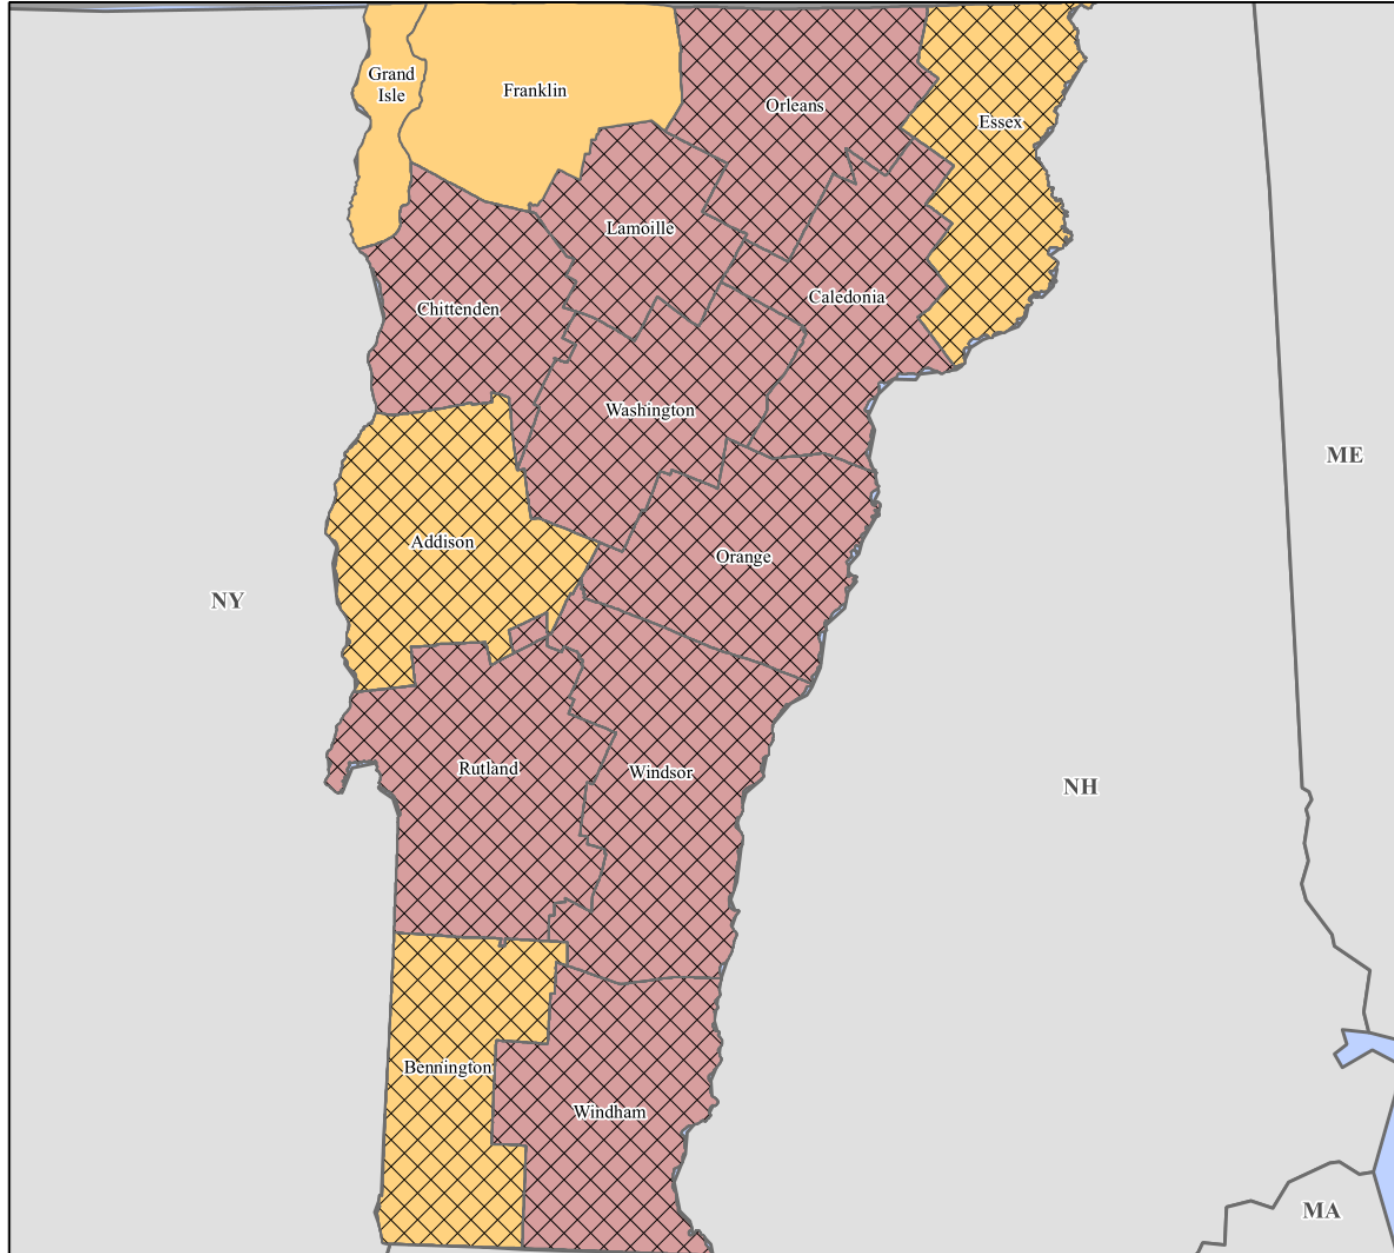 Grand
Isle
Franklin
Orleans
Essex
Lamoille
Caledonia
Chittenden
Washington
ME
Addison
Orange
NY
Rutland
Windsor
NH
Bennington
Windham
MA